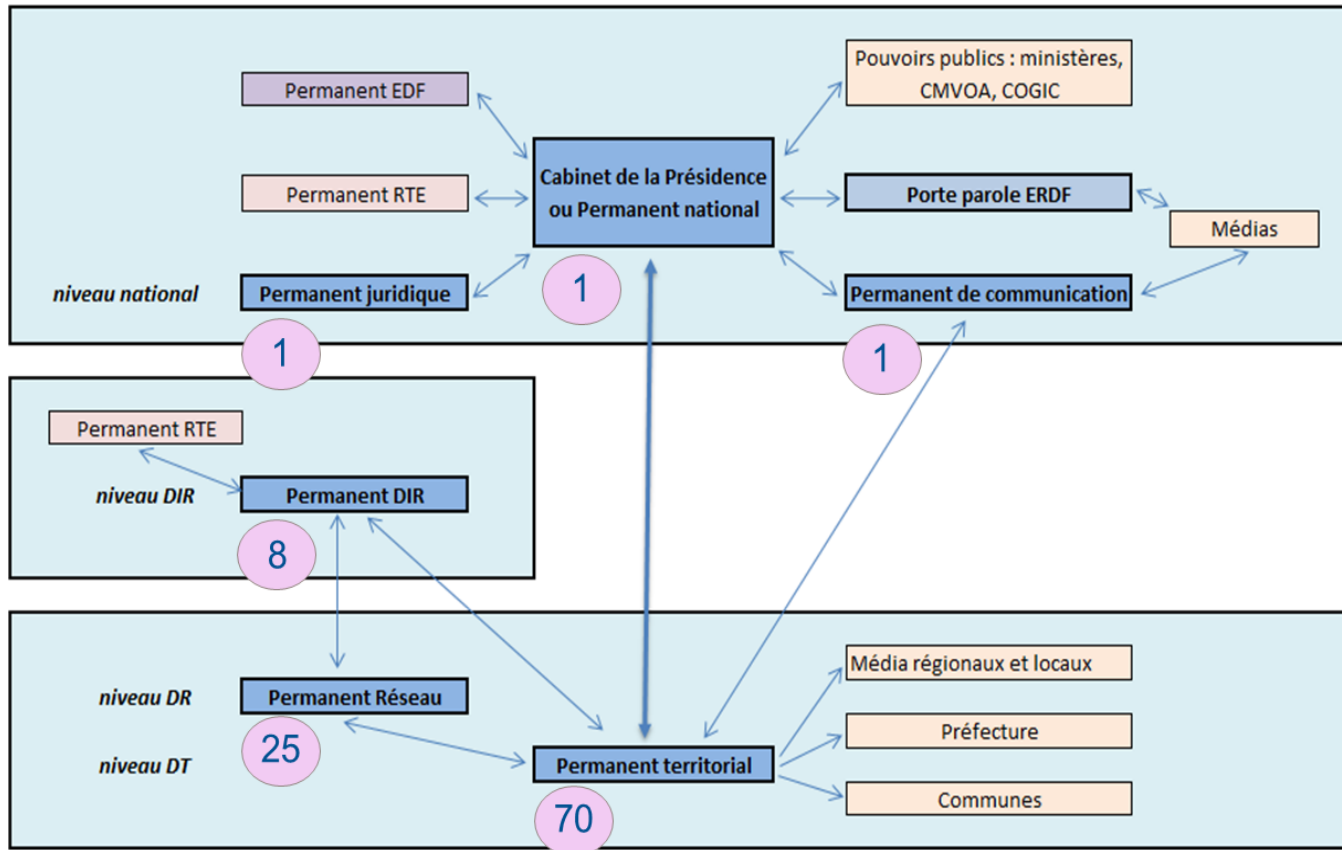 Pouvoirs publics : ministères,
CMVOA, COGIC
Permanent EDF
Cabinet de la Présidence
ou Permanent national
Permanent RTE
Porte parole ERDF
Médias
niveau national
Permanent juridique
1
Permanent de communication
1
1
Permanent RTE
niveau DIR
Permanent DIR
8
Média régionaux et locaux
niveau DR
Permanent Réseau
25
Préfecture
niveau DT
Permanent territorial
Communes
70